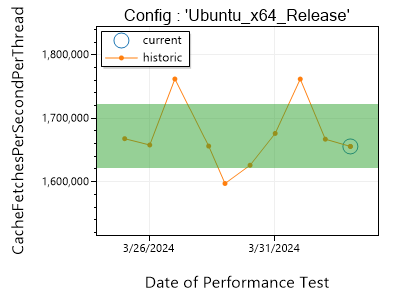 Config : 'Ubuntu_x64_Release'
CacheFetchesPerSecondPerThread
current
historic
1,800,000
1,700,000
1,600,000
3/26/2024
3/31/2024
Date of Performance Test